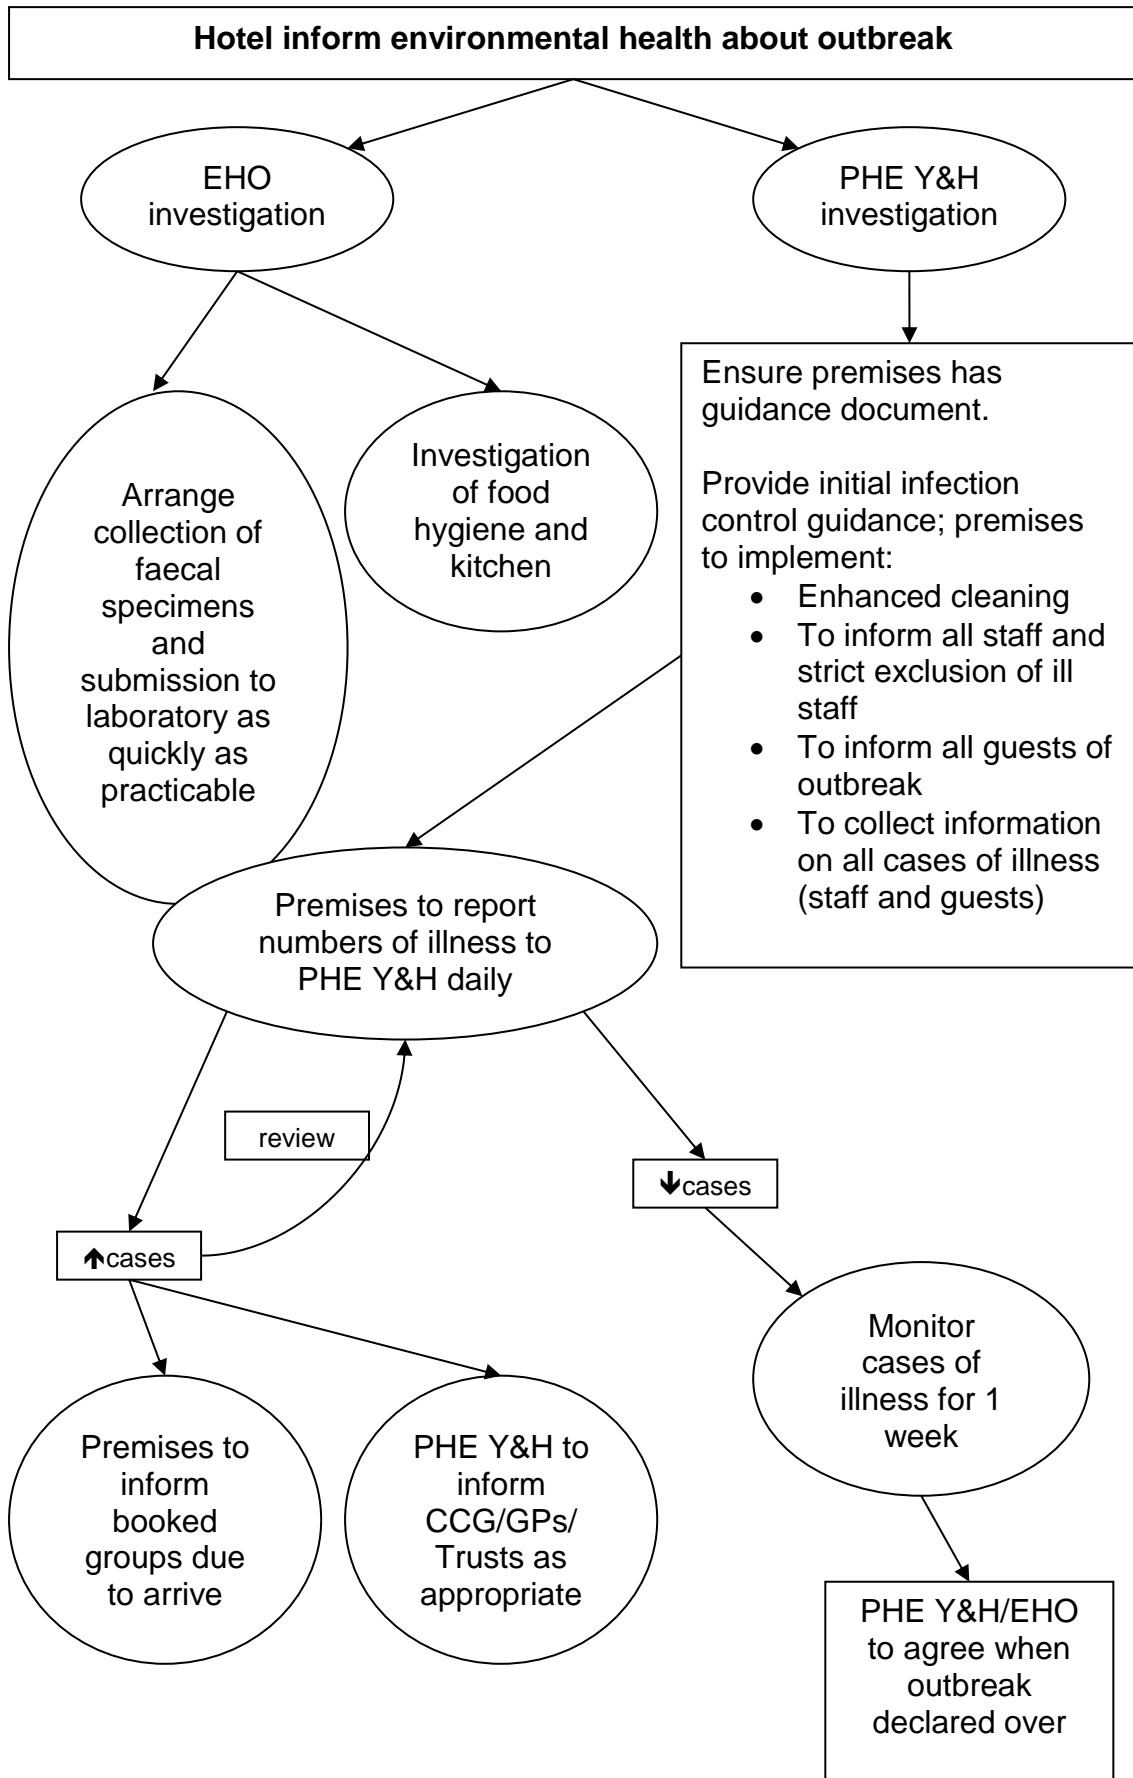 Hotel inform environmental health about outbreak
EHO
investigation
PHE Y&H
investigation
Ensure premises has
guidance document.
Provide initial infection
control guidance; premises
to implement:
• Enhanced cleaning
• To inform all staff and
strict exclusion of ill
staff
• To inform all guests of
outbreak
• To collect information
on all cases of illness
(staff and guests)
Arrange
collection of
faecal
specimens
and
submission to
laboratory as
quickly as
practicable
Investigation
of food
hygiene and
kitchen
Premises to report
numbers of illness to
PHE Y&H daily
review
↑cases
↓cases
Premises to
inform
booked
groups due
to arrive
PHE Y&H to
inform
CCG/GPs/
Trusts as
appropriate
Monitor
cases of
illness for 1
week
PHE Y&H/EHO
to agree when
outbreak
declared over